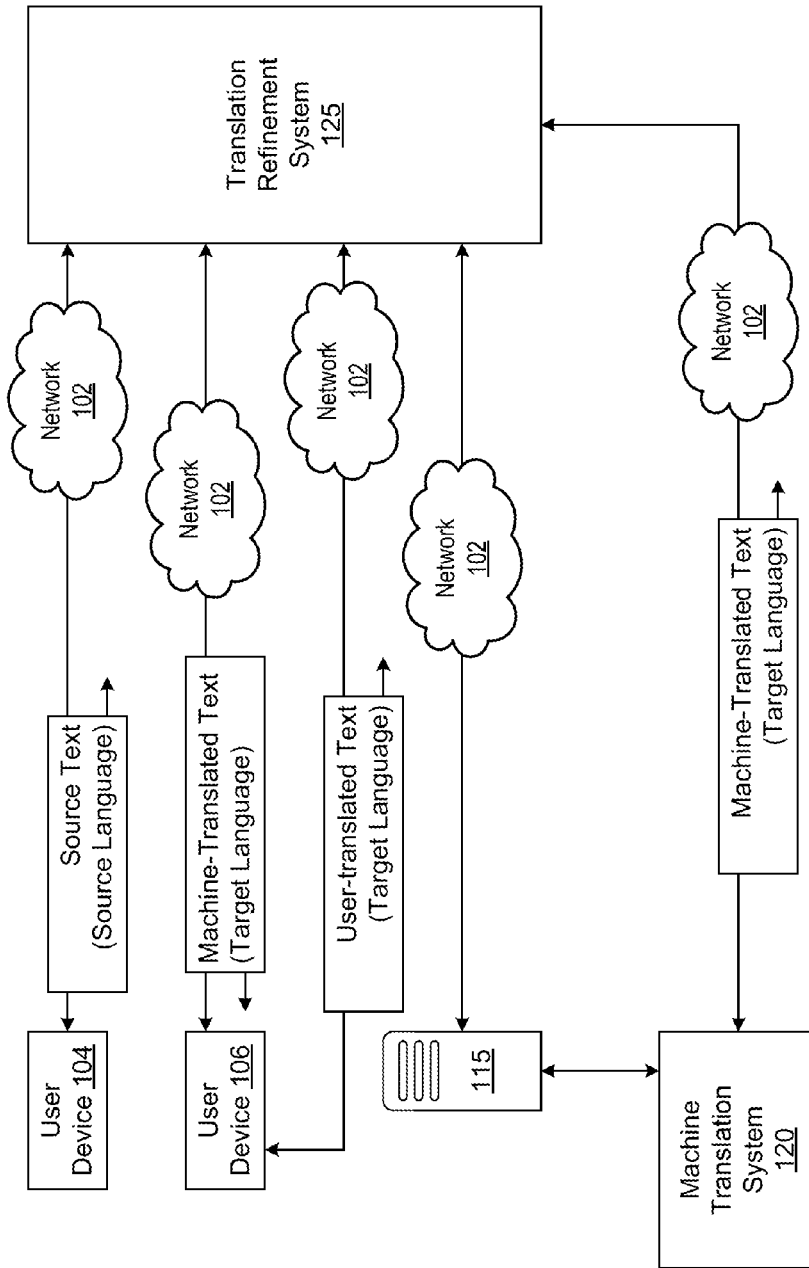 Machine
Translation
System
120
115
User
Device 106
User
Device 104
Machine-Translated Text
(Target Language)
User-translated Text
(Target Language)
Machine-Translated Text
(Target Language)
Source Text
(Source Language)
Network
102
Network
102
Network
102
Network
102
Network
102
Translation
Refinement
System
125